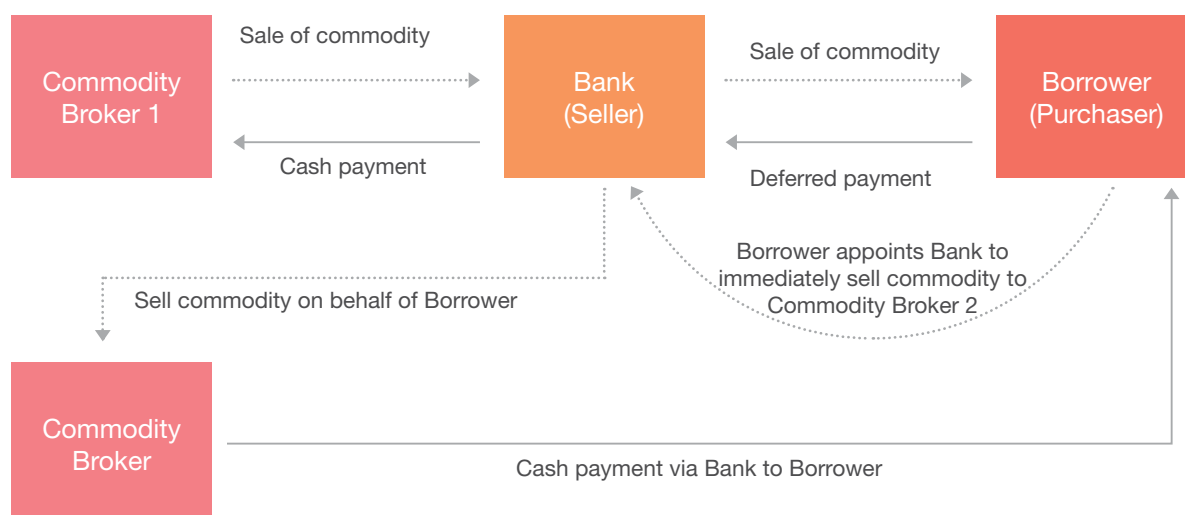 Sale of commodity
Commodity
Broker 1
Cash payment
Bank
(Seller)
Sale of commodity
Deferred payment
Borrower
(Purchaser)
Borrower appoints Bank to
immediately sell commodity to
Commodity Broker 2
Sell commodity on behalf of Borrower
Commodity
Broker
Cash payment via Bank to Borrower